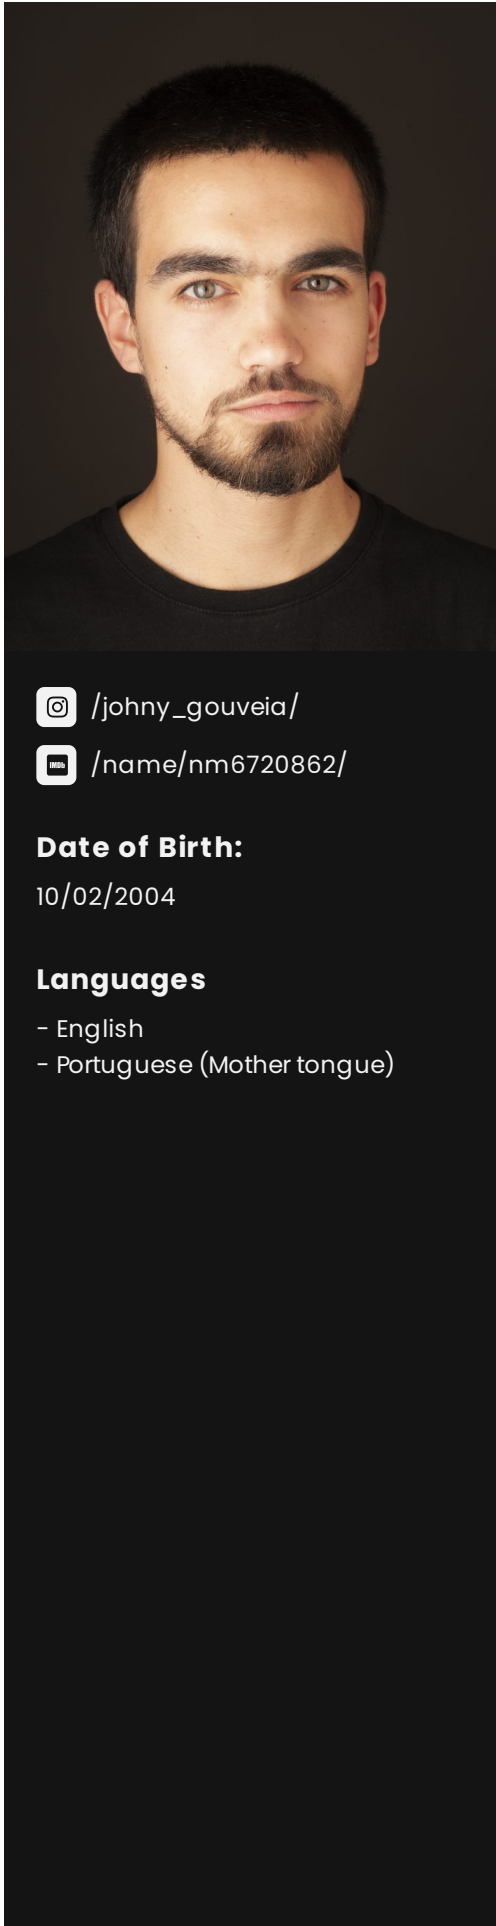 /johny_gouveia/
IMDb /name/nm6720862/
Date of Birth:
10/02/2004
Languages
- English
- Portuguese (Mother tongue)